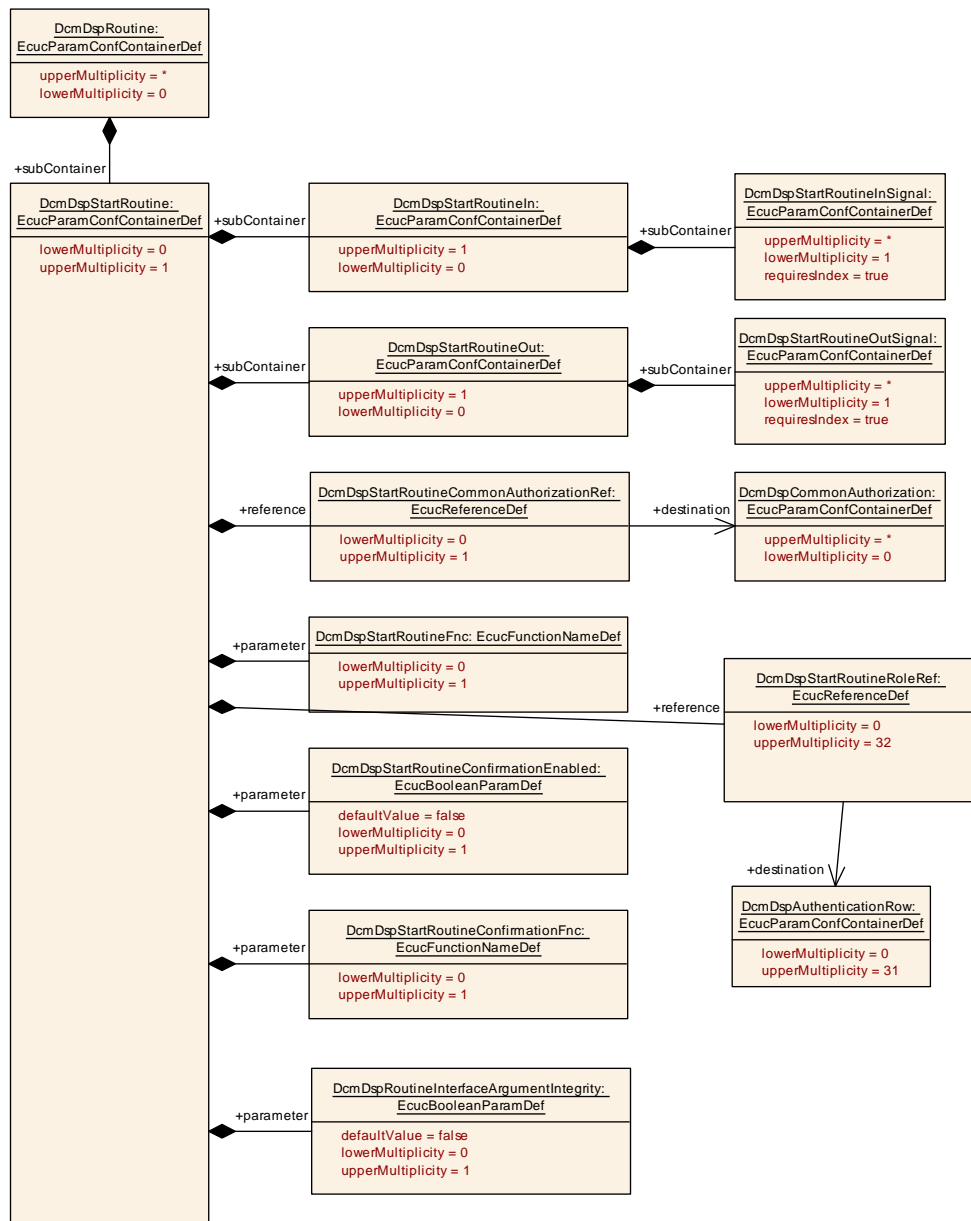 DcmDspRoutine:
EcucParamConfContainerDef
upperMultiplicity = *
lowerMultiplicity = 0
+subContainer
DcmDspStartRoutine:
EcucParamConfContainerDef
lowerMultiplicity = 0
upperMultiplicity = 1
+subContainer
DcmDspStartRoutineIn:
EcucParamConfContainerDef
upperMultiplicity = 1
lowerMultiplicity = 0
+subContainer
DcmDspStartRoutineInSignal:
EcucParamConfContainerDef
upperMultiplicity = *
lowerMultiplicity = 1
requiresIndex = true
+subContainer
DcmDspStartRoutineOut:
EcucParamConfContainerDef
upperMultiplicity = 1
lowerMultiplicity = 0
+subContainer
DcmDspStartRoutineOutSignal:
EcucParamConfContainerDef
upperMultiplicity = *
lowerMultiplicity = 1
requiresIndex = true
+reference
DcmDspStartRoutineCommonAuthorizationRef:
EcucReferenceDef
lowerMultiplicity = 0
upperMultiplicity = 1
+destination
DcmDspCommonAuthorization:
EcucParamConfContainerDef
upperMultiplicity = *
lowerMultiplicity = 0
+parameter
DcmDspStartRoutineFnc: EcucFunctionNameDef
lowerMultiplicity = 0
upperMultiplicity = 1
+reference
DcmDspStartRoutineRoleRef:
EcucReferenceDef
lowerMultiplicity = 0
upperMultiplicity = 32
+parameter
DcmDspStartRoutineConfirmationEnabled:
EcucBooleanParamDef
defaultValue = false
lowerMultiplicity = 0
upperMultiplicity = 1
+destination
DcmDspAuthenticationRow:
EcucParamConfContainerDef
lowerMultiplicity = 0
upperMultiplicity = 31
+parameter
DcmDspStartRoutineConfirmationFnc:
EcucFunctionNameDef
lowerMultiplicity = 0
upperMultiplicity = 1
+parameter
DcmDspRoutineInterfaceArgumentIntegrity:
EcucBooleanParamDef
defaultValue = false
lowerMultiplicity = 0
upperMultiplicity = 1